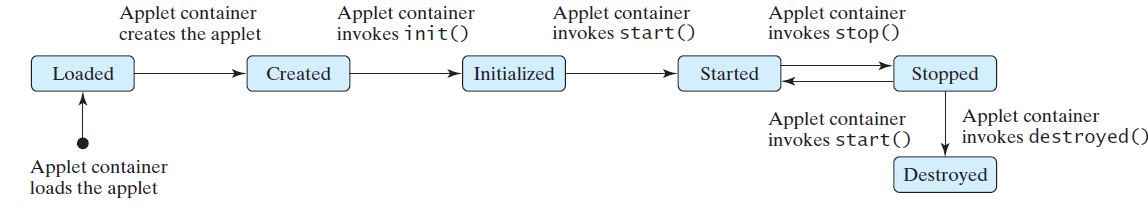 Applet container
creates the applet
Applet container
invokes init()
Applet container
invokes start()
Applet container
invokes stop()
Loaded
Created
Initialized
Started
Stopped
Applet container
loads the applet
Applet container
invokes start()
Applet container
invokes destroyed()
Destroyed